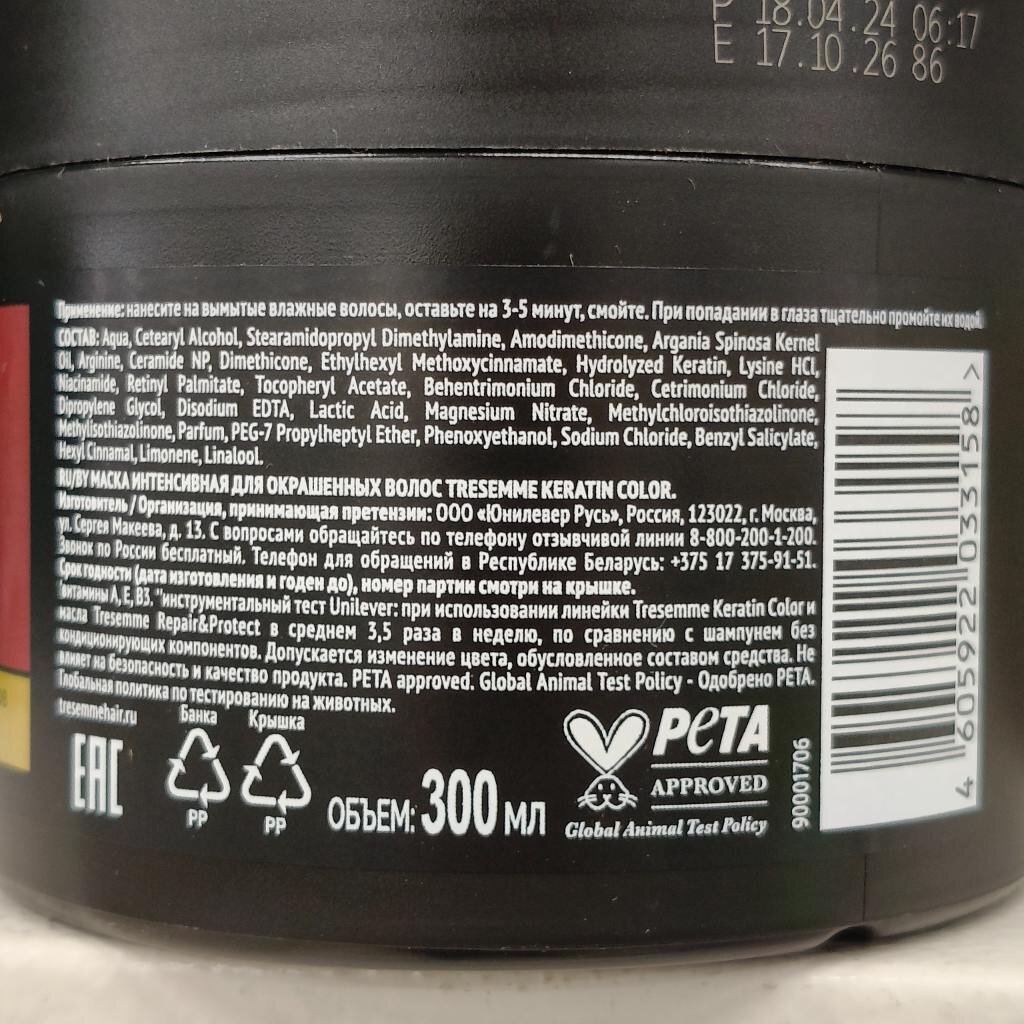 P 18.04.24 06:17
E 17.10.26 86
Применение: нанесите на вымытые влажные волосы, оставьте на 3-5 минут, смойте. При попадании в глаза тщательно промойте их водой.
СОСТАВ: Aqua, Cetearyl Alcohol, Stearamidopropyl Dimethylamine, Amodimethicone, Argania Spinosa Kernel
Oil, Arginine, Ceramide NP, Dimethicone, Ethylhexyl Methoxycinnamate, Hydrolyzed Keratin, Lysine HCl,
Niacinamide, Retinyl Palmitate, Tocopheryl Acetate, Behentrimonium Chloride, Cetrimonium Chloride,
Dipropylene Glycol, Disodium EDTA, Lactic Acid, Magnesium Nitrate, Methylchloroisothiazolinone,
Methylisothiazolinone, Parfum, PEG-7 Propylheptyl Ether, Phenoxyethanol, Sodium Chloride, Benzyl Salicylate,
Hexyl Cinnamal, Limonene, Linalool.
RU/BY МАСКА ИНТЕНСИВНАЯ ДЛЯ ОКРАШЕННЫХ ВОЛОС TRESEMME KERATIN COLOR.
Изготовитель / Организация, принимающая претензии: ООО «Юнилевер Русь», Россия, 123022, г. Москва,
ул. Сергея Макеева, д. 13. С вопросами обращайтесь по телефону отзывчивой линии 8-800-200-1-200.
Звонок по России бесплатный. Телефон для обращений в Республике Беларусь: +375 17 375-91-51.
Срок годности (дата изготовления и годен до), номер партии смотри на крышке.
*витамины А, Е, В3. **инструментальный тест Unilever: при использовании линейки Tresemme Keratin Color и
масла Tresemme Repair&Protect в среднем 3,5 раза в неделю, по сравнению с шампунем без
кондиционирующих компонентов. Допускается изменение цвета, обусловленное составом средства. Не
влияет на безопасность и качество продукта. PETA approved. Global Animal Test Policy - Одобрено PETA.
Глобальная политика по тестированию на животных.
tresemmehair.ru
Банка Крышка
EAC
PP PP
ОБЪЕМ: 300 МЛ
PETA
APPROVED
Global Animal Test Policy
90001706
4 605922 033158 >